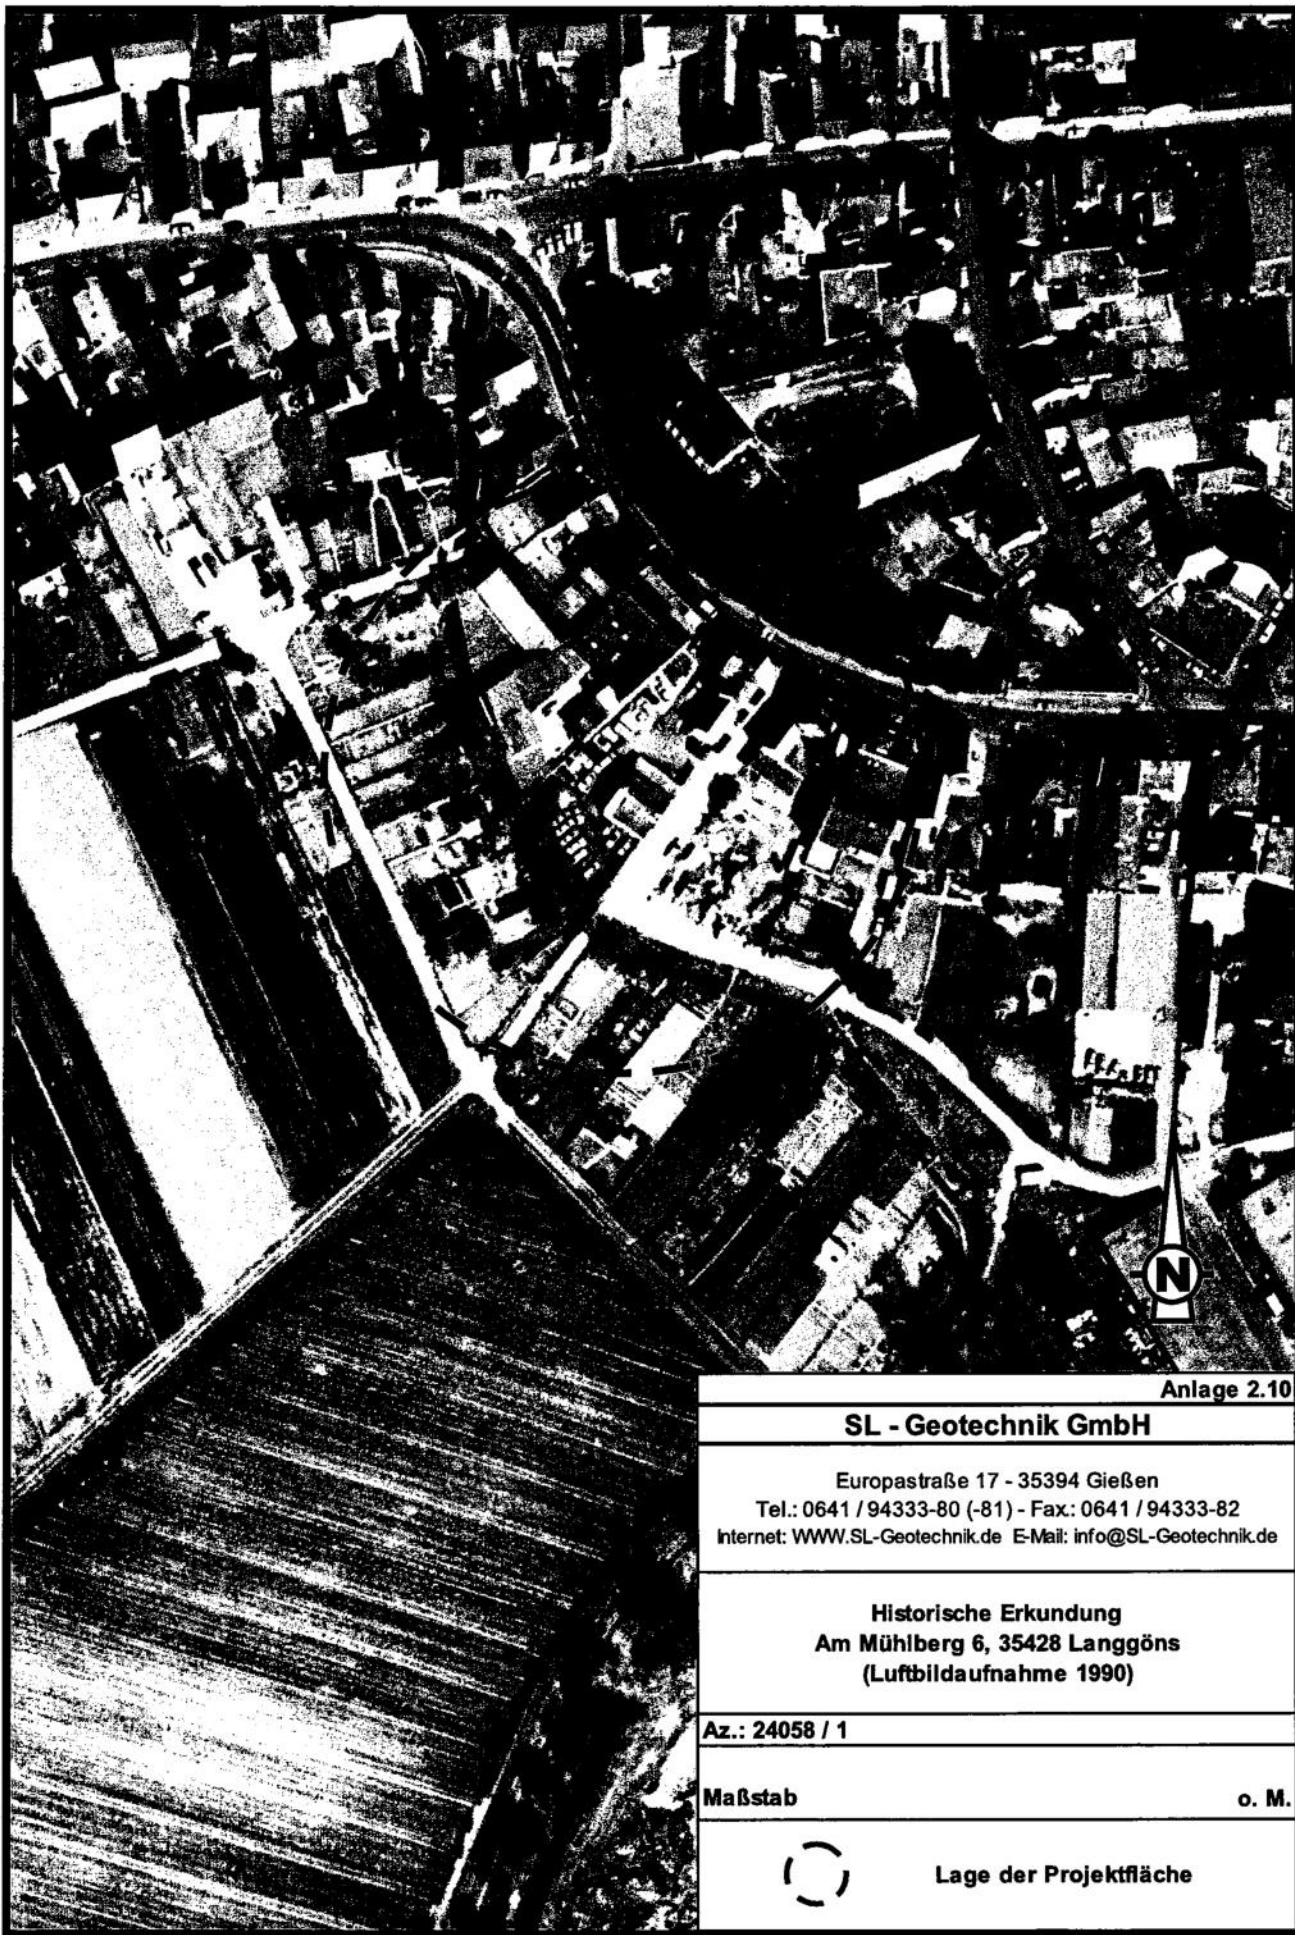 N
Anlage 2.10
SL - Geotechnik GmbH
Europastraße 17 - 35394 Gießen
Tel.: 0641 / 94333-80 (-81) - Fax.: 0641 / 94333-82
Internet: WWW.SL-Geotechnik.de E-Mail: info@SL-Geotechnik.de
Historische Erkundung
Am Mühlberg 6, 35428 Langgöns
(Luftbildaufnahme 1990)
Az.: 24058 / 1
Maßstab o. M.
Lage der Projektfläche